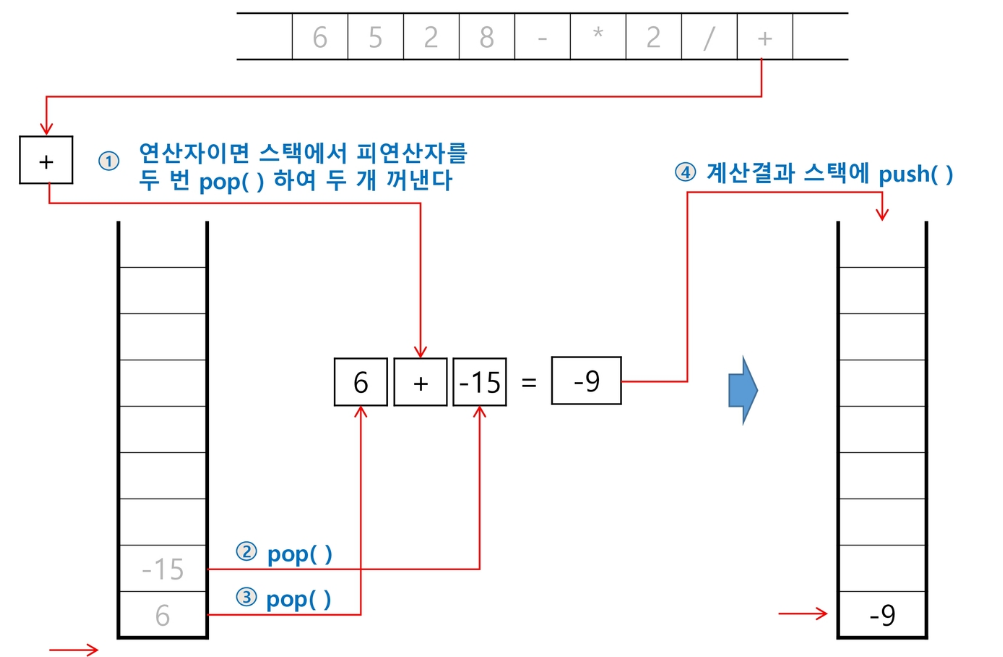 6 5 2 8 - * 2 / +
+
① 연산자이면 스택에서 피연산자를
두 번 pop( ) 하여 두 개 꺼낸다
④ 계산결과 스택에 push( )
6 + -15 = -9
② pop( )
-15
③ pop( )
6
-9